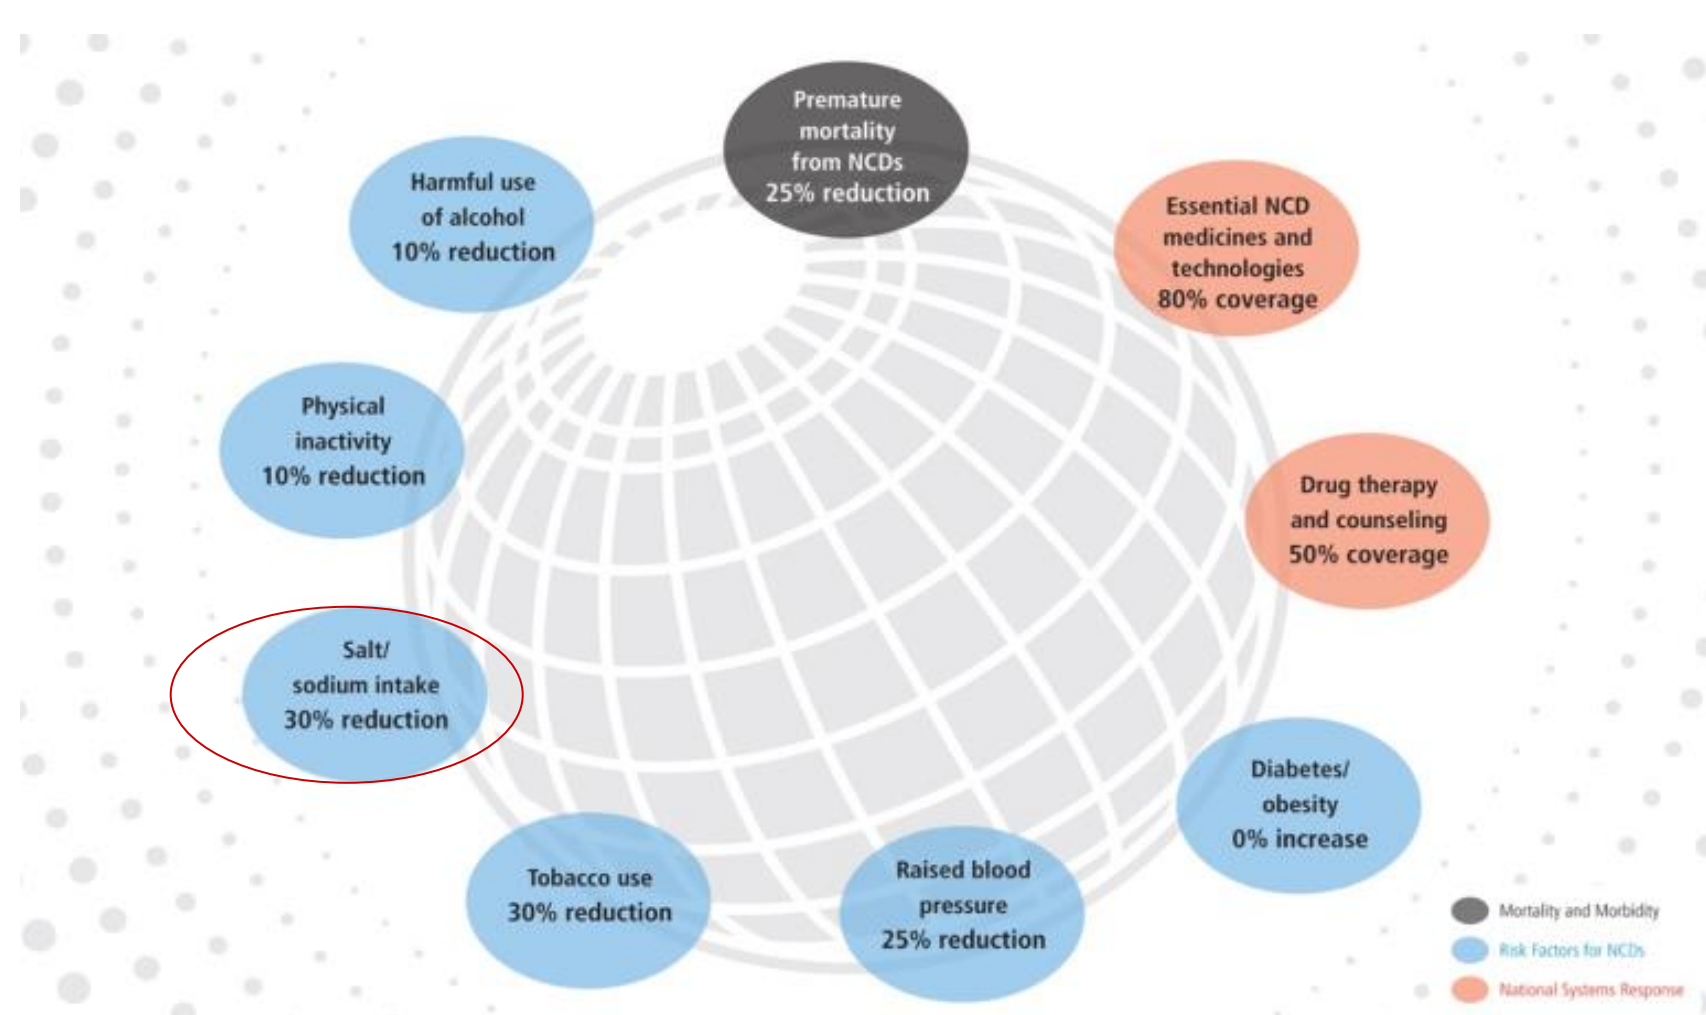 Premature
mortality
from NCDs
25% reduction
Harmful use
of alcohol
10% reduction
Essential NCD
medicines and
technologies
80% coverage
Physical
inactivity
10% reduction
Drug therapy
and counseling
50% coverage
Salt/
sodium intake
30% reduction
Diabetes/
obesity
0% increase
Tobacco use
30% reduction
Raised blood
pressure
25% reduction
Mortality and Morbidity
Risk Factors for NCDs
National Systems Response